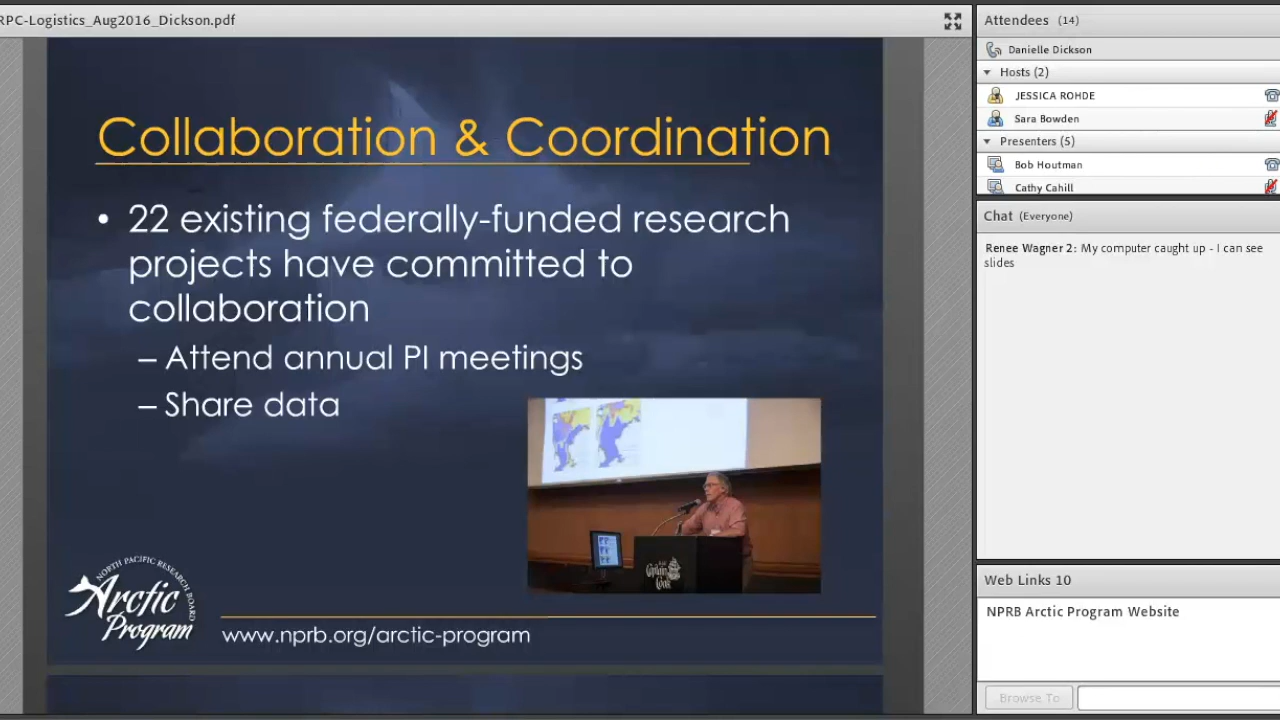 RPC-Logistics_Aug2016_Dickson.pdf
Collaboration & Coordination
• 22 existing federally-funded research
projects have committed to
collaboration
– Attend annual PI meetings
– Share data
Captain
Cook
NORTH PACIFIC RESEARCH BOARD
Arctic
Program
www.nprb.org/arctic-program
Attendees (14)
Danielle Dickson
Hosts (2)
JESSICA ROHDE
Sara Bowden
Presenters (5)
Bob Houtman
Cathy Cahill
Chat (Everyone)
Renee Wagner 2: My computer caught up - I can see
slides
Web Links 10
NPRB Arctic Program Website
Browse To